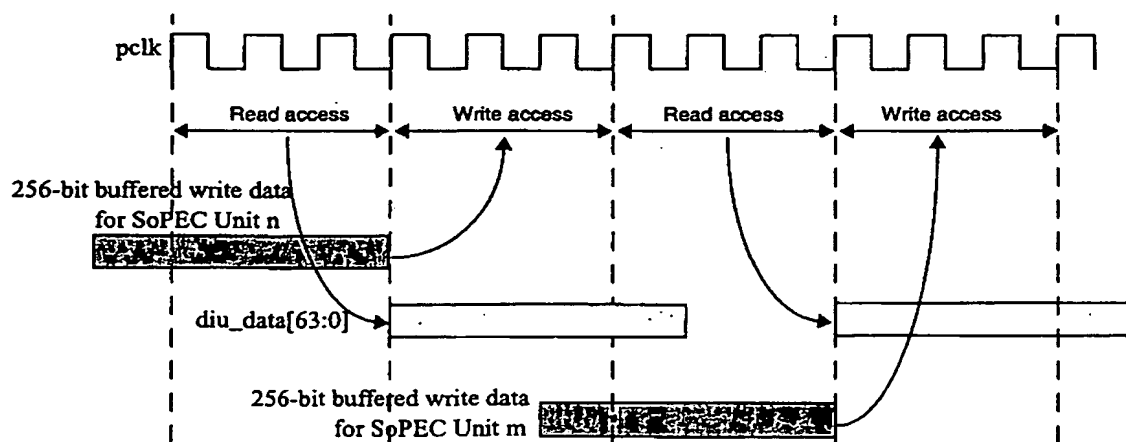 pclk
Read access
Write access
Read access
Write access
256-bit buffered write data
for SoPEC Unit n
diu_data[63:0]
256-bit buffered write data
for SoPEC Unit m